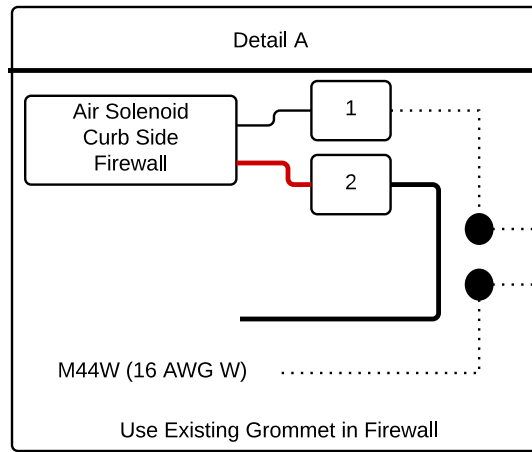 Detail A
Air Solenoid
Curb Side
Firewall
1
2
M44W (16 AWG W)
Use Existing Grommet in Firewall